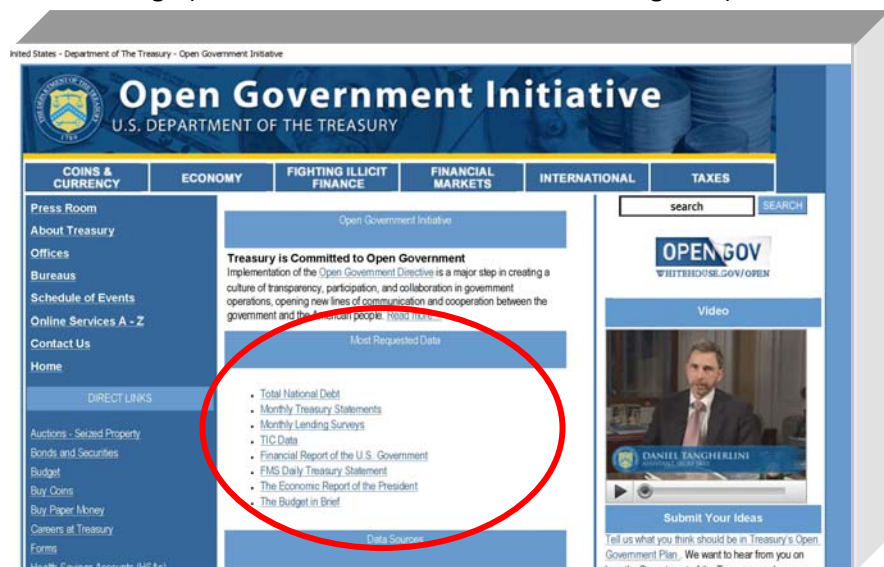 United States - Department of The Treasury - Open Government Initiative
Open Government Initiative
U.S. DEPARTMENT OF THE TREASURY
COINS & CURRENCY
ECONOMY
FIGHTING ILLICIT FINANCE
FINANCIAL MARKETS
INTERNATIONAL
TAXES
Press Room
About Treasury
Offices
Bureaus
Schedule of Events
Online Services A - Z
Contact Us
Home
DIRECT LINKS
Auctions - Seized Property
Bonds and Securities
Budget
Buy Coins
Buy Paper Money
Careers at Treasury
Forms
Health Savings Accounts (HSAs)
Open Government Initiative
Treasury is Committed to Open Government
Implementation of the Open Government Directive is a major step in creating a
culture of transparency, participation, and collaboration in government
operations, opening new lines of communication and cooperation between the
government and the American people. Read more...
Most Requested Data
Total National Debt
Monthly Treasury Statements
Monthly Lending Surveys
TIC Data
Financial Report of the U.S. Government
FMS Daily Treasury Statement
The Economic Report of the President
The Budget in Brief
Data Sources
search
SEARCH
OPEN GOV
WHITEHOUSE.GOV/OPEN
Video
DANIEL TANGHERLINI
ASSISTANT SECRETARY
Submit Your Ideas
Tell us what you think should be in Treasury's Open
Government Plan . We want to hear from you on